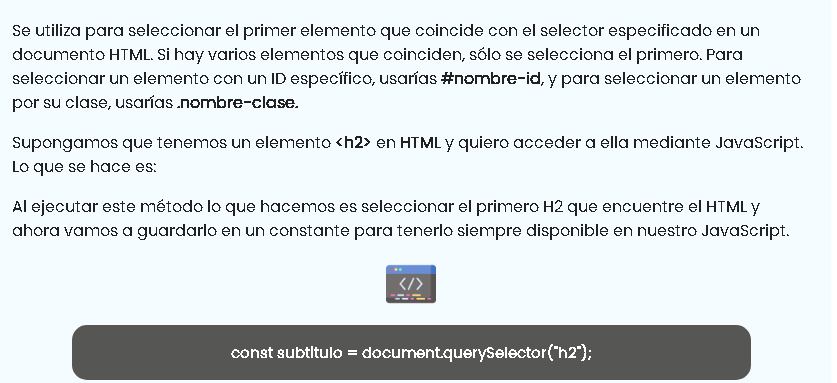 Se utiliza para seleccionar el primer elemento que coincide con el selector especificado en un
documento HTML. Si hay varios elementos que coinciden, sólo se selecciona el primero. Para
seleccionar un elemento con un ID específico, usarías #nombre-id, y para seleccionar un elemento
por su clase, usarías .nombre-clase.
Supongamos que tenemos un elemento <h2> en HTML y quiero acceder a ella mediante JavaScript.
Lo que se hace es:
Al ejecutar este método lo que hacemos es seleccionar el primero H2 que encuentre el HTML y
ahora vamos a guardarlo en un constante para tenerlo siempre disponible en nuestro JavaScript.
</>
const subtitulo = document.querySelector("h2");